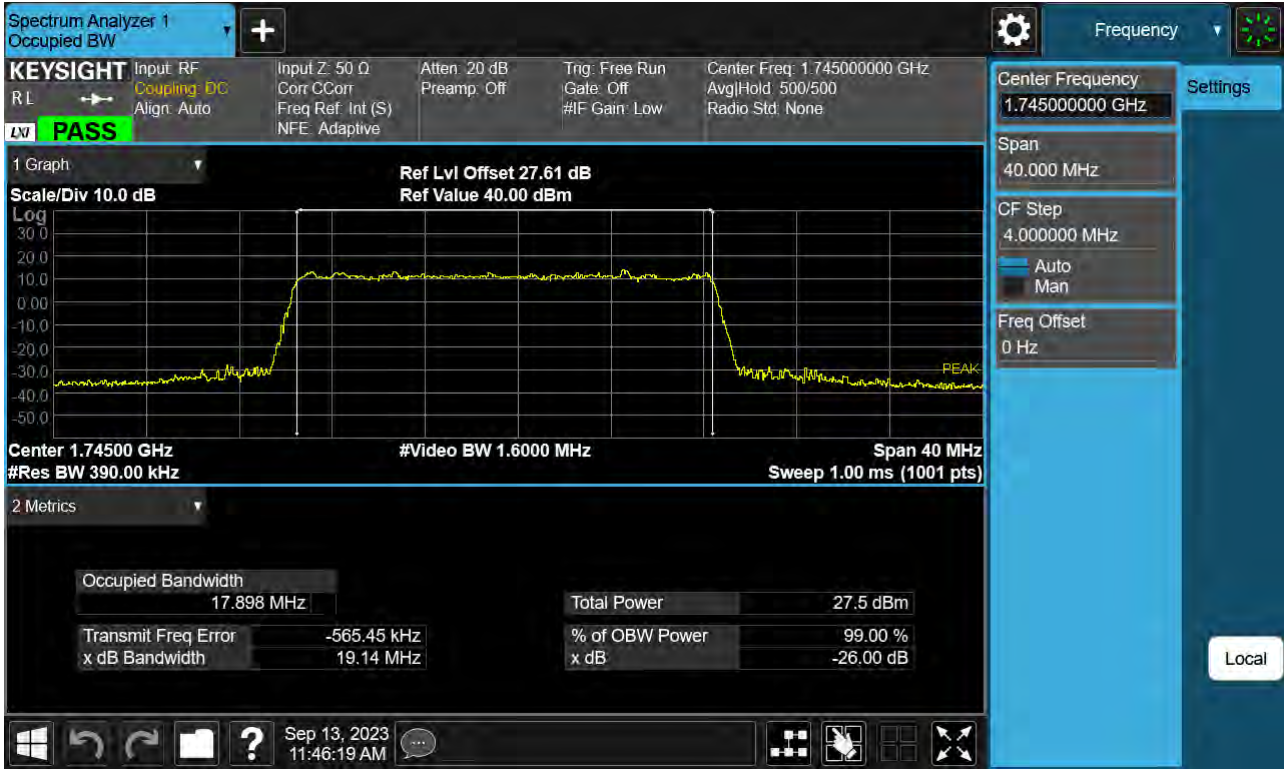 Spectrum Analyzer 1
Occupied BW
+
Frequency
KEYSIGHT
R L
LXI
PASS
Input: RF
Coupling: DC
Align: Auto
Input Z: 50 Ω
Corr CCorr
Freq Ref: Int (S)
NFE: Adaptive
Atten: 20 dB
Preamp: Off
Trig: Free Run
Gate: Off
#IF Gain: Low
Center Freq: 1.745000000 GHz
Avg|Hold: 500/500
Radio Std: None
Center Frequency
1.745000000 GHz
Settings
Span
40.000 MHz
CF Step
4.000000 MHz
Auto
Man
Freq Offset
0 Hz
Local
1 Graph
Scale/Div 10.0 dB
Ref Lvl Offset 27.61 dB
Ref Value 40.00 dBm
Log
30.0
20.0
10.0
0.00
-10.0
-20.0
-30.0
-40.0
-50.0
PEAK
Center 1.74500 GHz
#Video BW 1.6000 MHz
Span 40 MHz
#Res BW 390.00 kHz
Sweep 1.00 ms (1001 pts)
2 Metrics
Occupied Bandwidth
17.898 MHz
Total Power 27.5 dBm
Transmit Freq Error -565.45 kHz
% of OBW Power 99.00 %
x dB Bandwidth 19.14 MHz
x dB -26.00 dB
?
Sep 13, 2023
11:46:19 AM